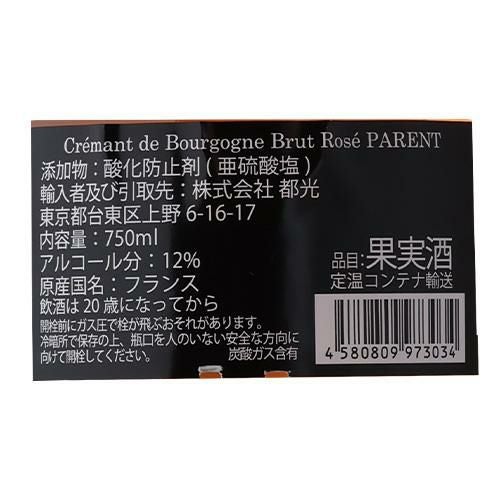 Crémant de Bourgogne Brut Rosé PARENT
添加物：酸化防止剤 ( 亜硫酸塩 )
輸入者及び引取先：株式会社 都光
東京都台東区上野 6-16-17
内容量：750ml
アルコール分：12%
原産国名：フランス
飲酒は 20 歳になってから
開栓前にガス圧で栓が飛ぶおそれがあります。
冷暗所で保存の上、瓶口を人のいない安全な方向に
向けて開栓してください。
炭酸ガス含有
品目：果実酒
定温コンテナ輸送
4 580809 973034